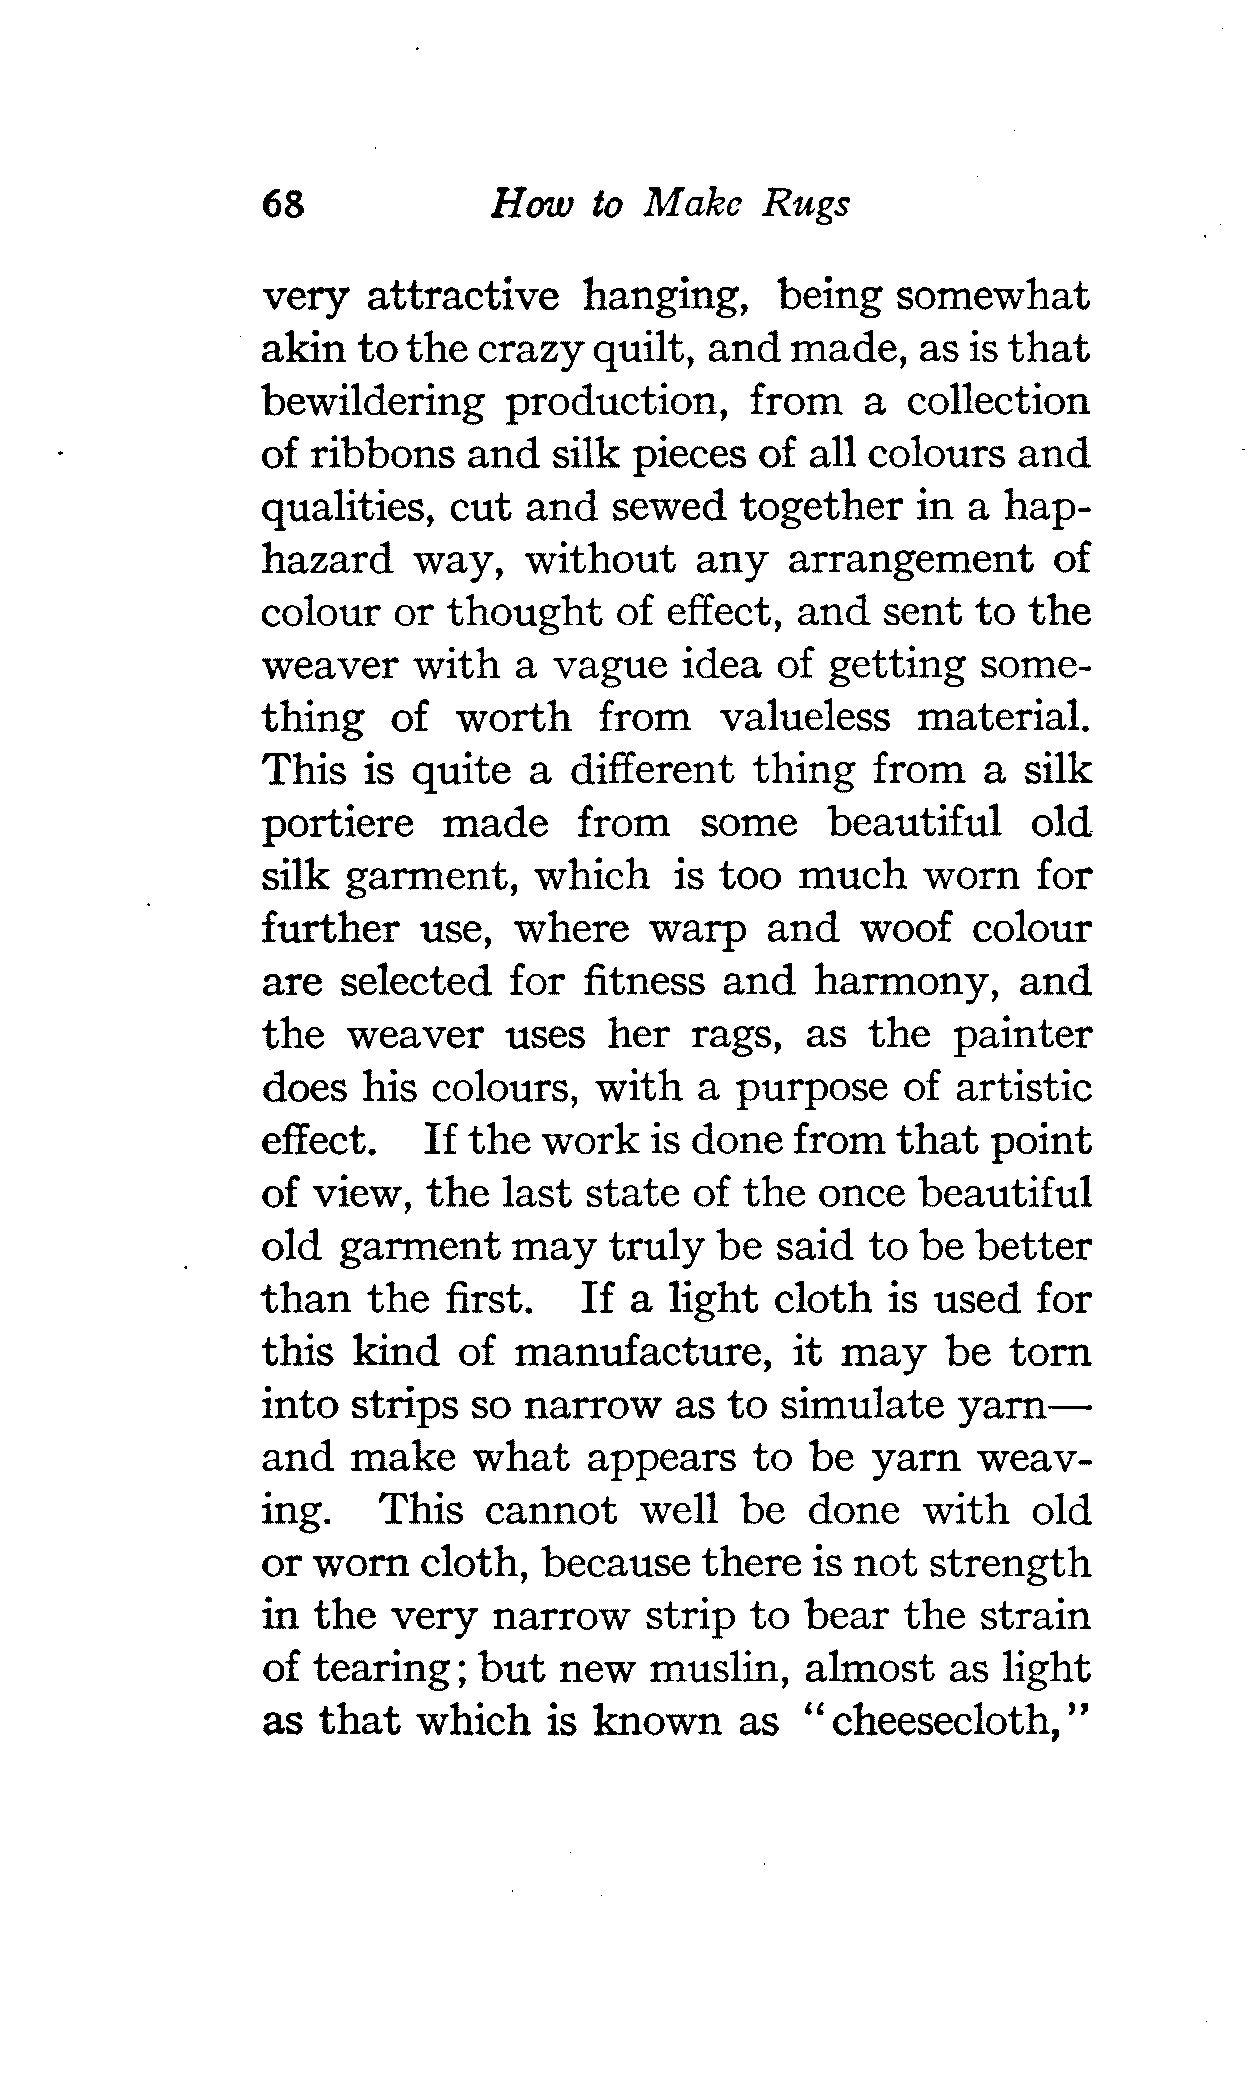 68 How to Make Rugs
very attractive hanging, being somewhat
akin to the crazy quilt, and made, as is that
bewildering production, from a collection
of ribbons and silk pieces of all colours and
qualities, cut and sewed together in a hap-
hazard way, without any arrangement of
colour or thought of effect, and sent to the
weaver with a vague idea of getting some-
thing of worth from valueless material.
This is quite a different thing from a silk
portiere made from some beautiful old
silk garment, which is too much worn for
further use, where warp and woof colour
are selected for fitness and harmony, and
the weaver uses her rags, as the painter
does his colours, with a purpose of artistic
effect. If the work is done from that point
of view, the last state of the once beautiful
old garment may truly be said to be better
than the first. If a light cloth is used for
this kind of manufacture, it may be torn
into strips so narrow as to simulate yarn—
and make what appears to be yarn weav-
ing. This cannot well be done with old
or worn cloth, because there is not strength
in the very narrow strip to bear the strain
of tearing; but new muslin, almost as light
as that which is known as "cheesecloth,"